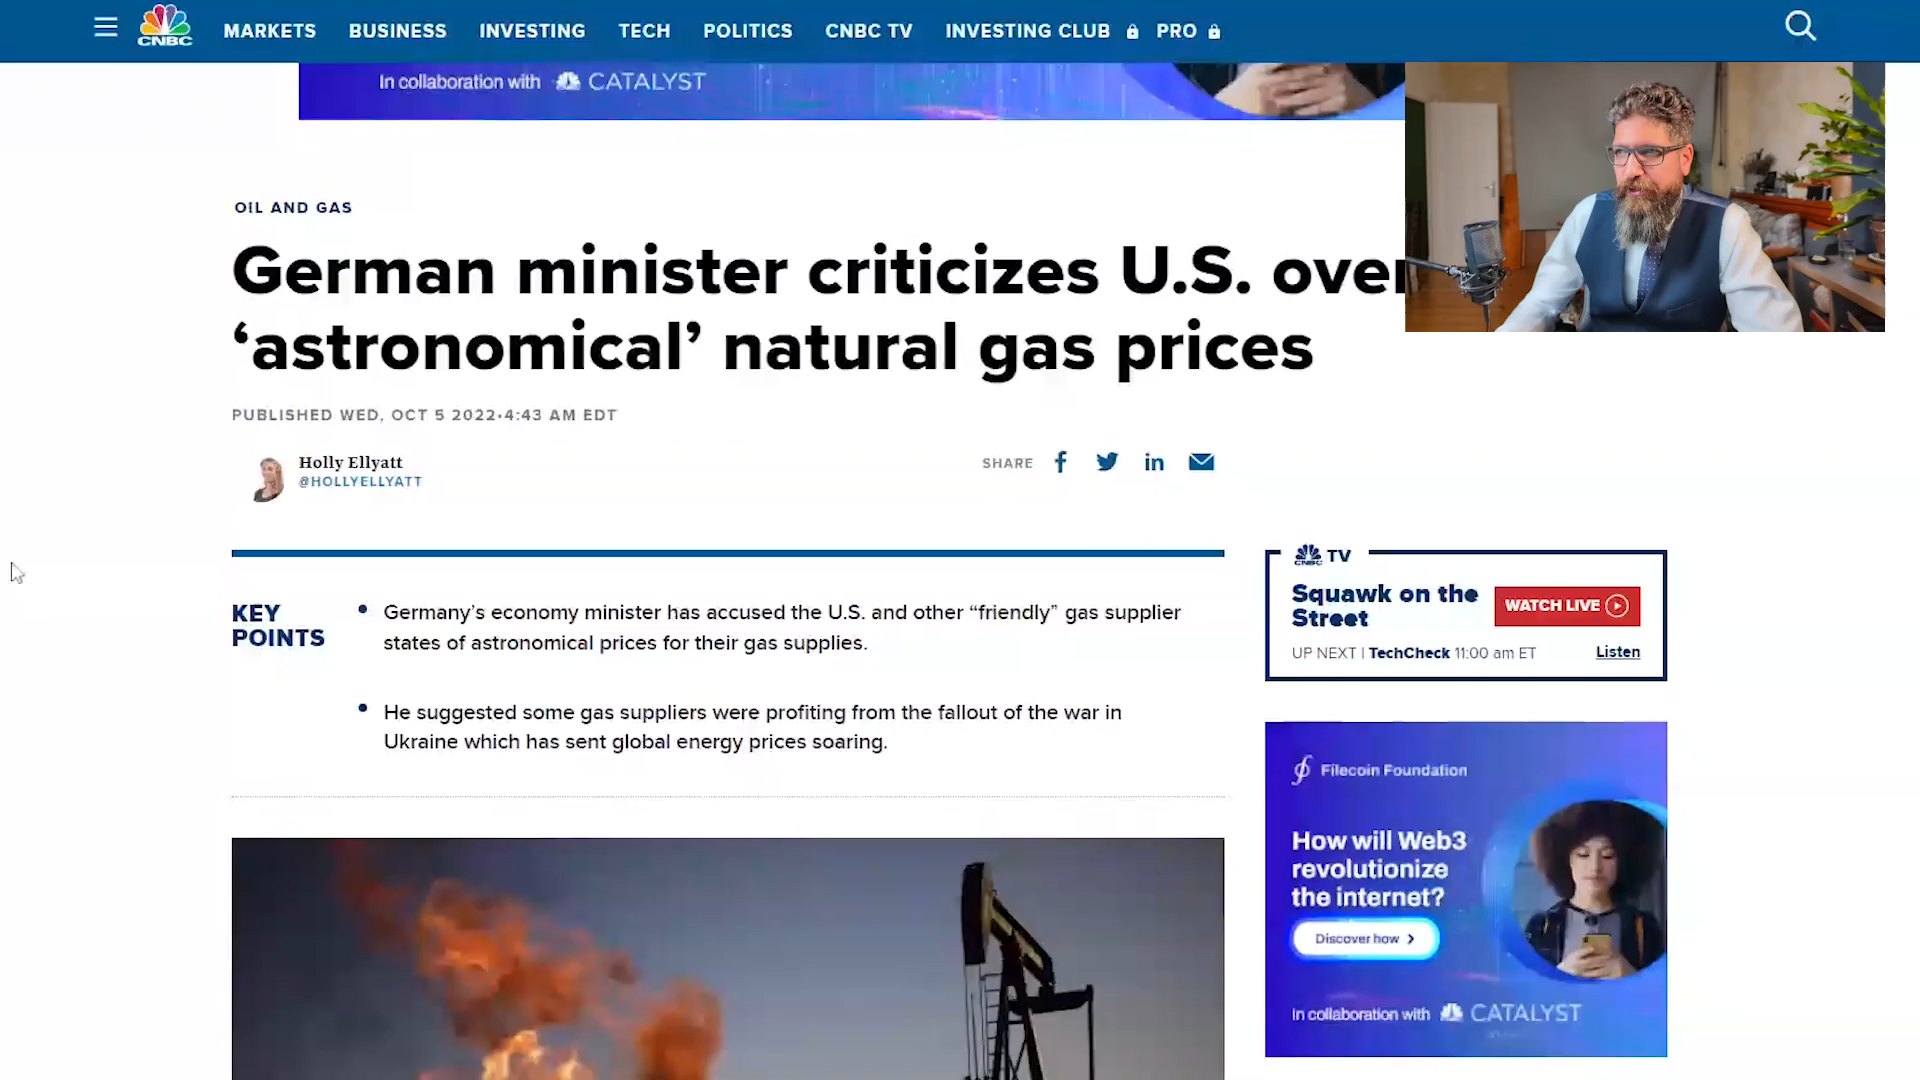 CNBC
MARKETS BUSINESS INVESTING TECH POLITICS CNBC TV INVESTING CLUB PRO
In collaboration with CATALYST
OIL AND GAS
German minister criticizes U.S. over
‘astronomical’ natural gas prices
PUBLISHED WED, OCT 5 2022•4:43 AM EDT
Holly Ellyatt
@HOLLYELLYATT
SHARE
KEY
POINTS
• Germany’s economy minister has accused the U.S. and other “friendly” gas supplier
states of astronomical prices for their gas supplies.
• He suggested some gas suppliers were profiting from the fallout of the war in
Ukraine which has sent global energy prices soaring.
CNBC TV
Squawk on the
Street
WATCH LIVE
UP NEXT | TechCheck 11:00 am ET
Listen
Filecoin Foundation
How will Web3
revolutionize
the internet?
Discover how >
In collaboration with CATALYST